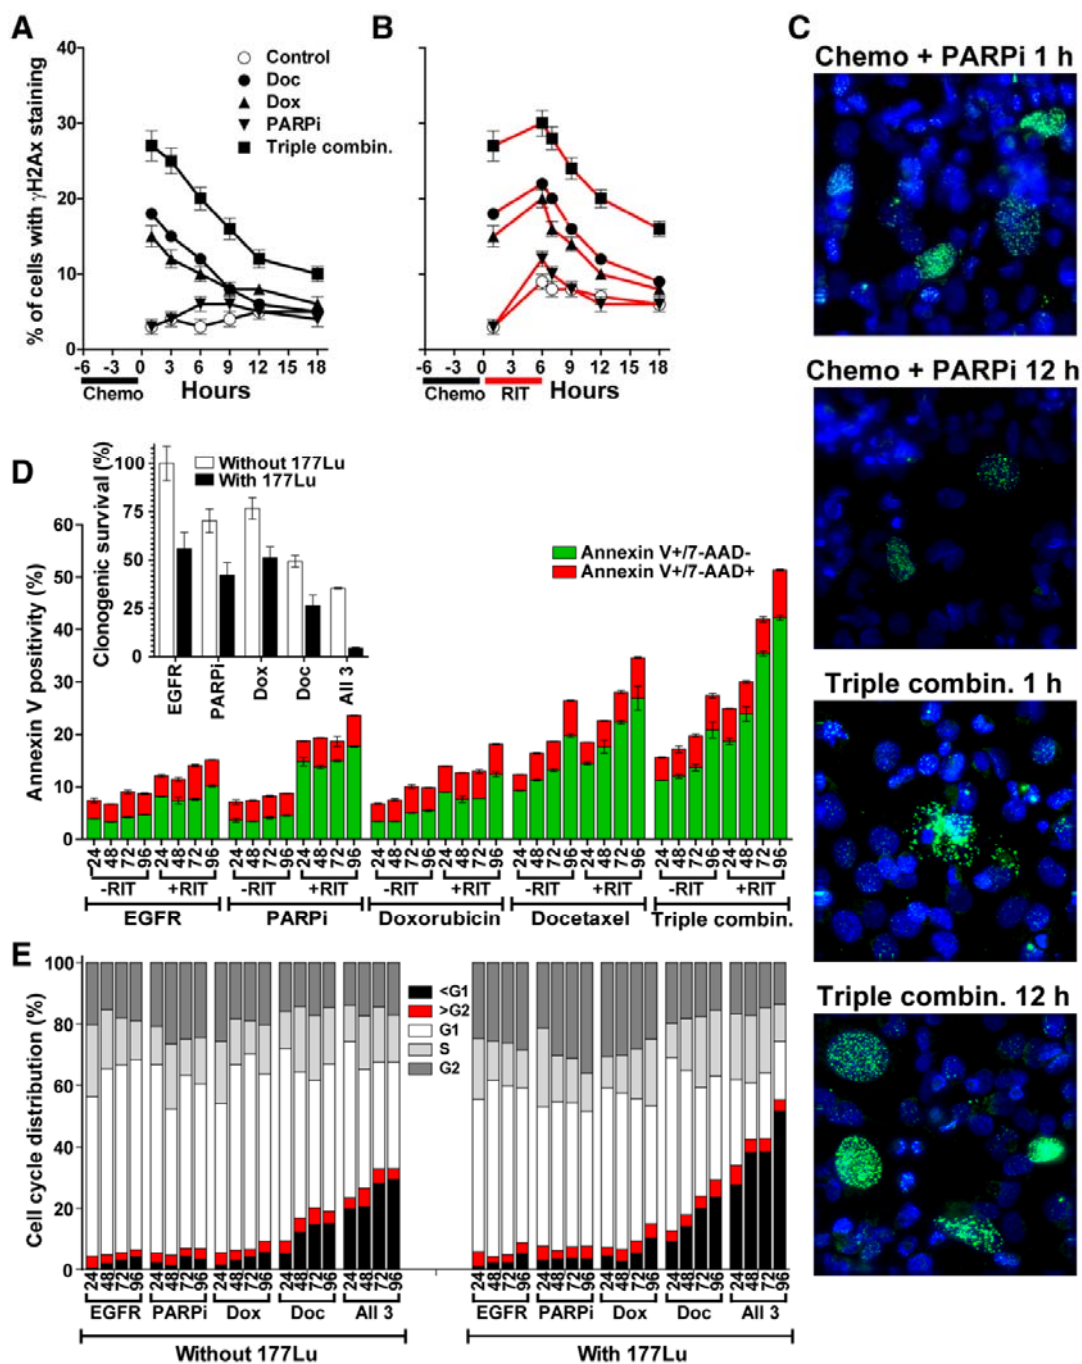 A
B
C
40
30
20
10
0
% of cells with γH2Ax staining
Control
Doc
Dox
PARPi
Triple combin.
-6 -3 0 3 6 9 12 15 18
Chemo
Hours
-6 -3 0 3 6 9 12 15 18
Chemo RIT Hours
Chemo + PARPi 1 h
Chemo + PARPi 12 h
Triple combin. 1 h
Triple combin. 12 h
D
Clonogenic survival (%)
100
75
50
25
0
Without 177Lu
With 177Lu
EGFR PARPi Dox Doc All 3
Annexin V positivity (%)
60
50
40
30
20
10
0
Annexin V+/7-AAD-
Annexin V+/7-AAD+
24 48 72 96 24 48 72 96 24 48 72 96 24 48 72 96 24 48 72 96 24 48 72 96 24 48 72 96 24 48 72 96 24 48 72 96 24 48 72 96
-RIT +RIT -RIT +RIT -RIT +RIT -RIT +RIT -RIT +RIT
EGFR PARPi Doxorubicin Docetaxel Triple combin.
E
Cell cycle distribution (%)
100
80
60
40
20
0
<G1
>G2
G1
S
G2
24 48 72 96 24 48 72 96 24 48 72 96 24 48 72 96 24 48 72 96 24 48 72 96 24 48 72 96 24 48 72 96 24 48 72 96 24 48 72 96
EGFR PARPi Dox Doc All 3 EGFR PARPi Dox Doc All 3
Without 177Lu With 177Lu